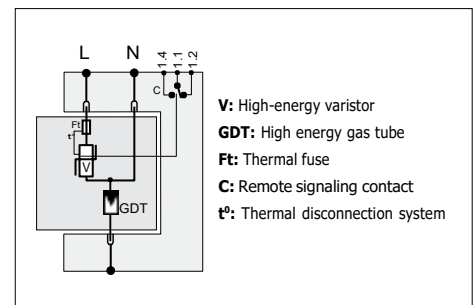 L N 1.4 1.1 1.2
C
Ft
t°
V
GDT
V: High-energy varistor
GDT: High energy gas tube
Ft: Thermal fuse
C: Remote signaling contact
t⁰: Thermal disconnection system